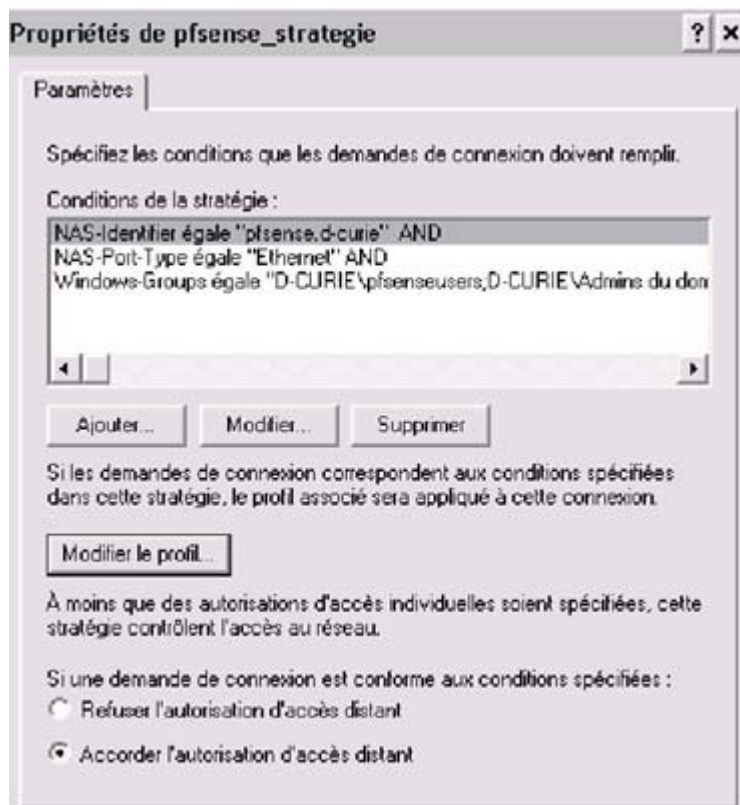 Propriétés de pfsense_strategie
? ×
Paramètres
Spécifiez les conditions que les demandes de connexion doivent remplir.
Conditions de la stratégie :
NAS-Identifier égale "pfsense.d-curie" AND
NAS-Port-Type égale "Ethernet" AND
Windows-Groups égale "D-CURIE\pfsenseusers;D-CURIE\Admins du dom
Ajouter... Modifier... Supprimer
Si les demandes de connexion correspondent aux conditions spécifiées
dans cette stratégie, le profil associé sera appliqué à cette connexion.
Modifier le profil...
À moins que des autorisations d'accès individuelles soient spécifiées, cette
stratégie contrôlent l'accès au réseau.
Si une demande de connexion est conforme aux conditions spécifiées :
Refuser l'autorisation d'accès distant
Accorder l'autorisation d'accès distant